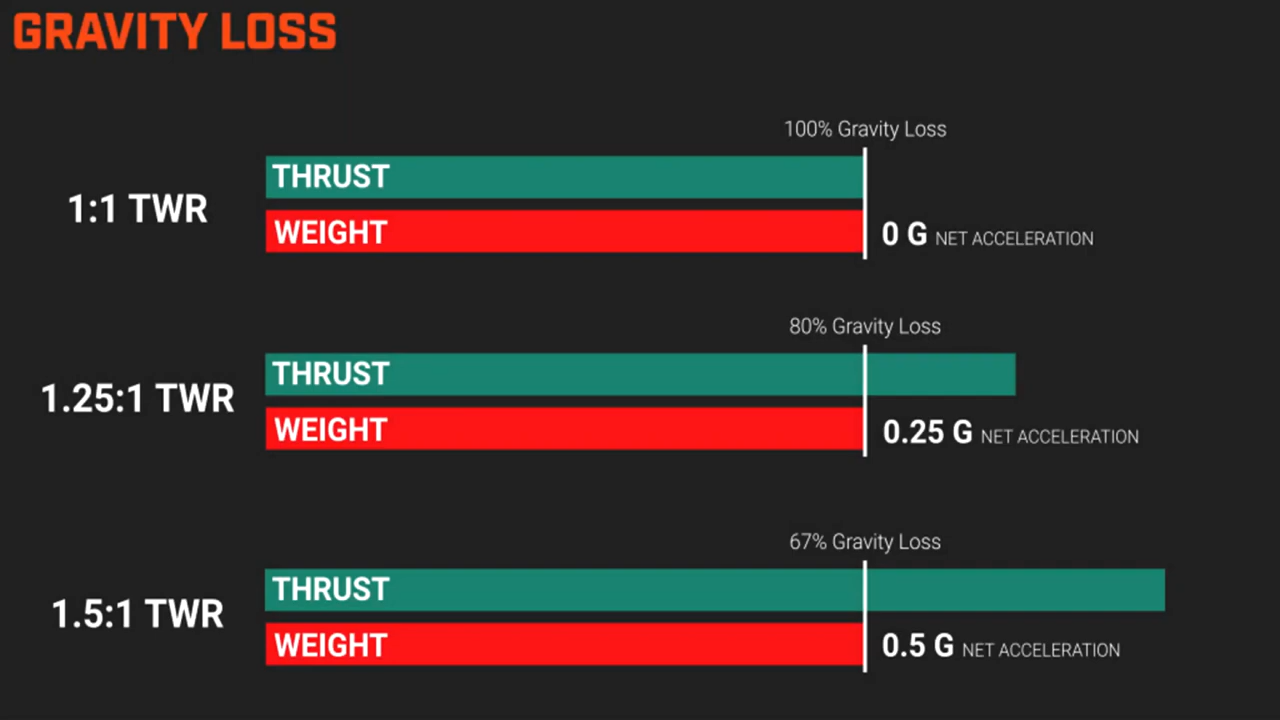 GRAVITY LOSS
100% Gravity Loss
1:1 TWR
THRUST
WEIGHT
0 G NET ACCELERATION
80% Gravity Loss
1.25:1 TWR
THRUST
WEIGHT
0.25 G NET ACCELERATION
67% Gravity Loss
1.5:1 TWR
THRUST
WEIGHT
0.5 G NET ACCELERATION